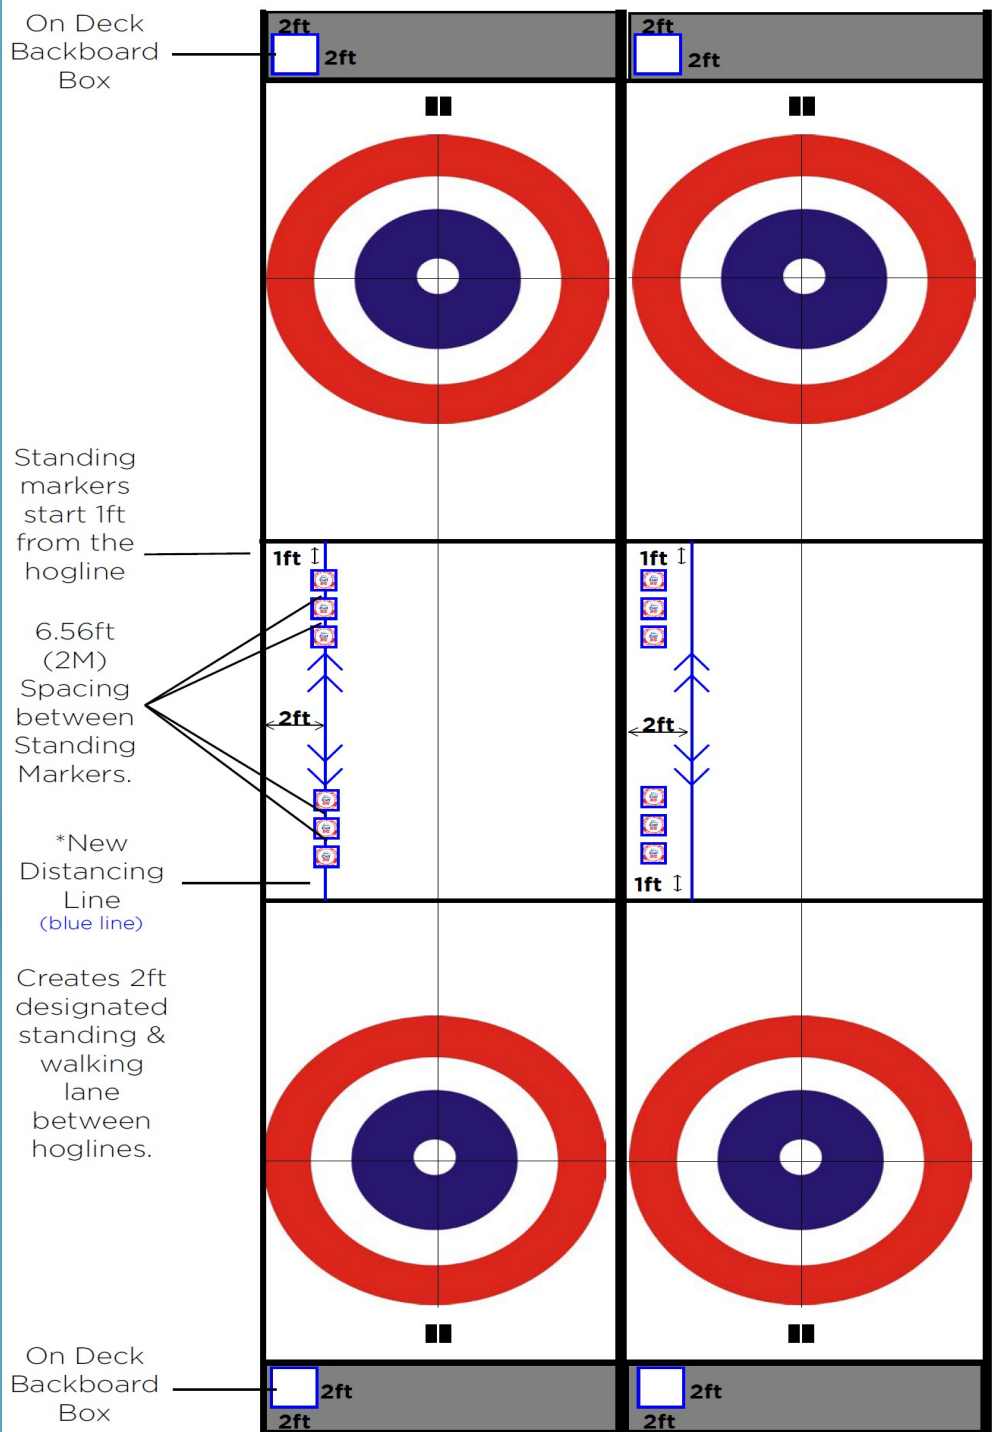 On Deck
Backboard
Box
2ft
2ft
2ft
2ft
Standing
markers
start 1ft
from the
hogline
1ft
1ft
6.56ft
(2M)
Spacing
between
Standing
Markers.
2ft
2ft
*New
Distancing
Line
(blue line)
1ft
Creates 2ft
designated
standing &
walking
lane
between
hoglines.
On Deck
Backboard
Box
2ft
2ft
2ft
2ft